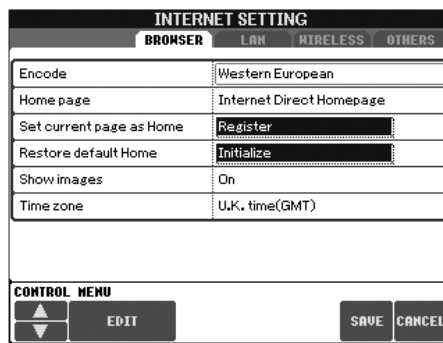 INTERNET SETTING
BROWSER LAN WIRELESS OTHERS
Encode Western European
Home page Internet Direct Homepage
Set current page as Home Register
Restore default Home Initialize
Show images On
Time zone U.K. time(GMT)
CONTROL MENU
EDIT SAVE CANCEL